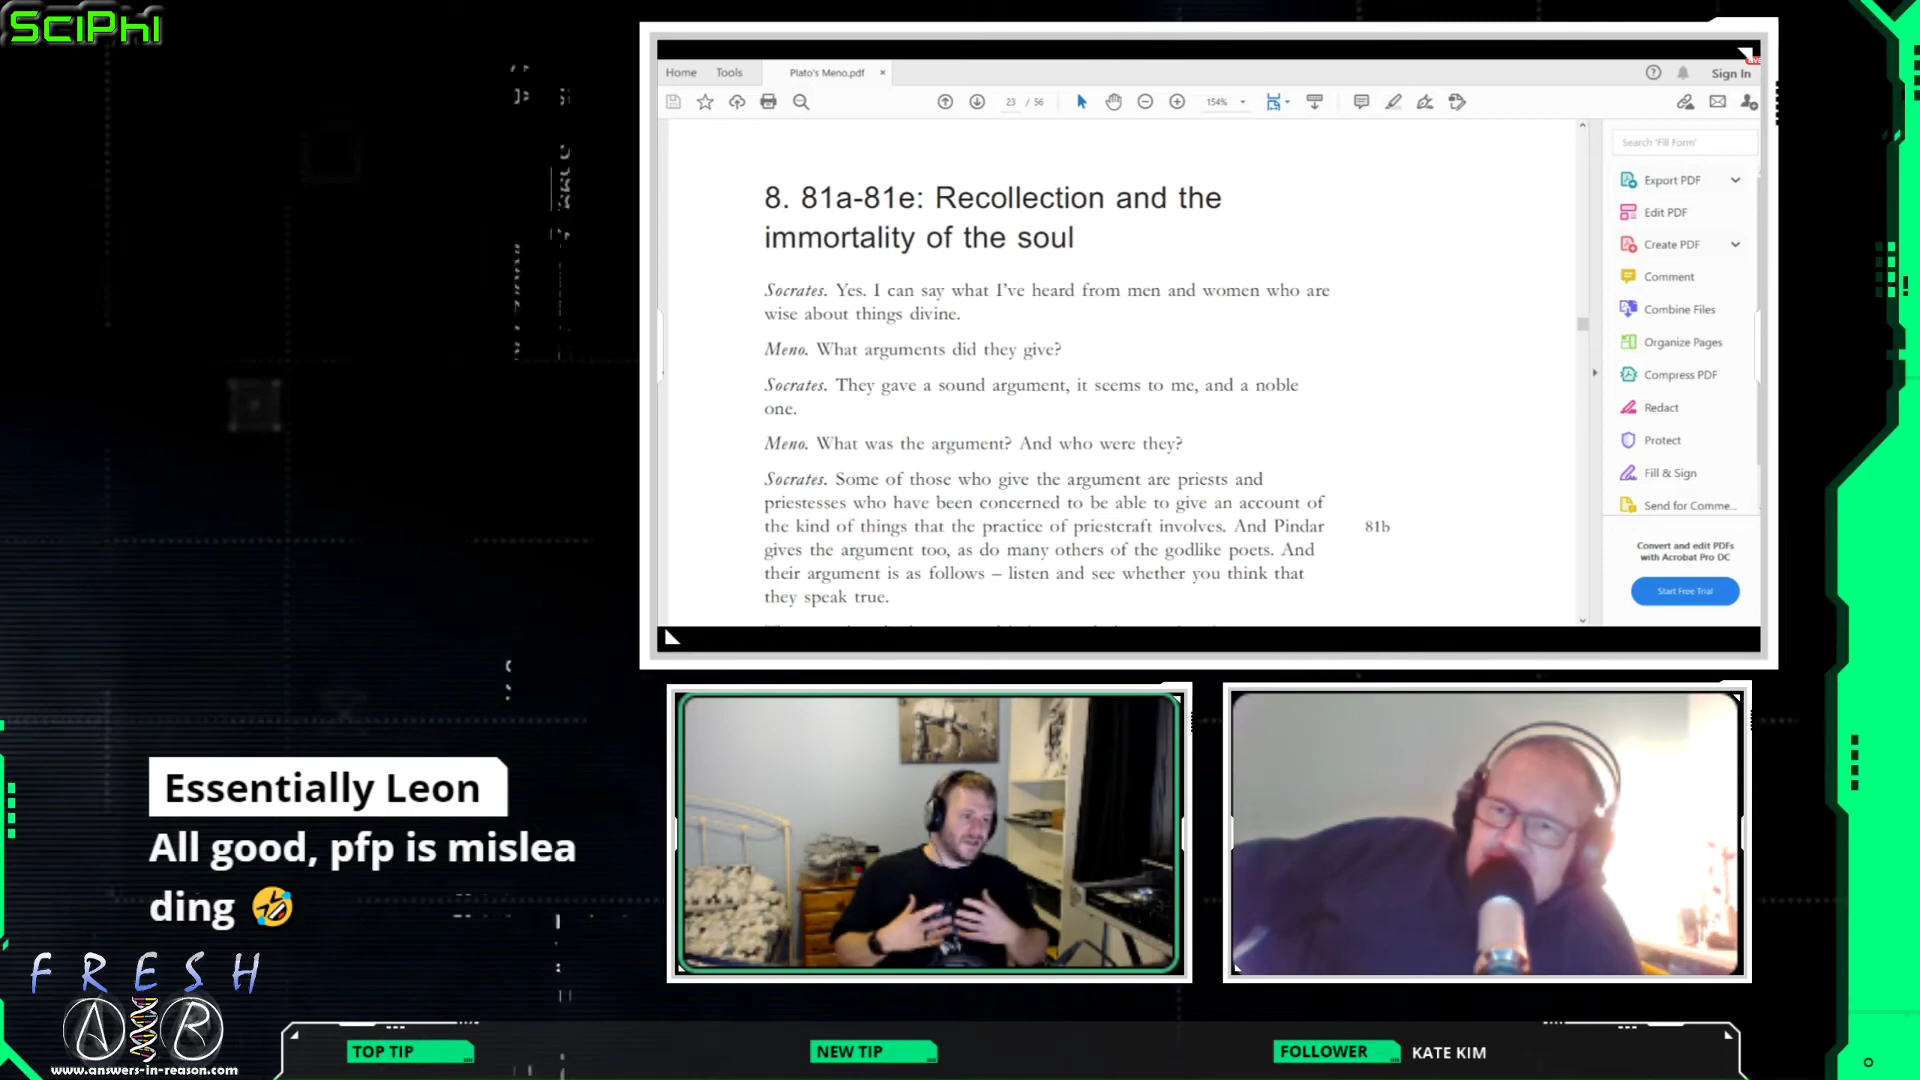 SCIPHI
Home Tools Plato's Meno.pdf × Sign In
23 / 56 154%
Search 'Fill Form'
Export PDF
Edit PDF
Create PDF
Comment
Combine Files
Organize Pages
Compress PDF
Redact
Protect
Fill & Sign
Send for Comme...
Convert and edit PDFs
with Acrobat Pro DC
Start Free Trial
8. 81a-81e: Recollection and the
immortality of the soul
Socrates. Yes. I can say what I've heard from men and women who are
wise about things divine.
Meno. What arguments did they give?
Socrates. They gave a sound argument, it seems to me, and a noble
one.
Meno. What was the argument? And who were they?
Socrates. Some of those who give the argument are priests and
priestesses who have been concerned to be able to give an account of
the kind of things that the practice of priestcraft involves. And Pindar 81b
gives the argument too, as do many others of the godlike poets. And
their argument is as follows – listen and see whether you think that
they speak true.
Essentially Leon
All good, pfp is mislea
ding 🤣
FRESH
A R
www.answers-in-reason.com
TOP TIP
NEW TIP
FOLLOWER KATE KIM